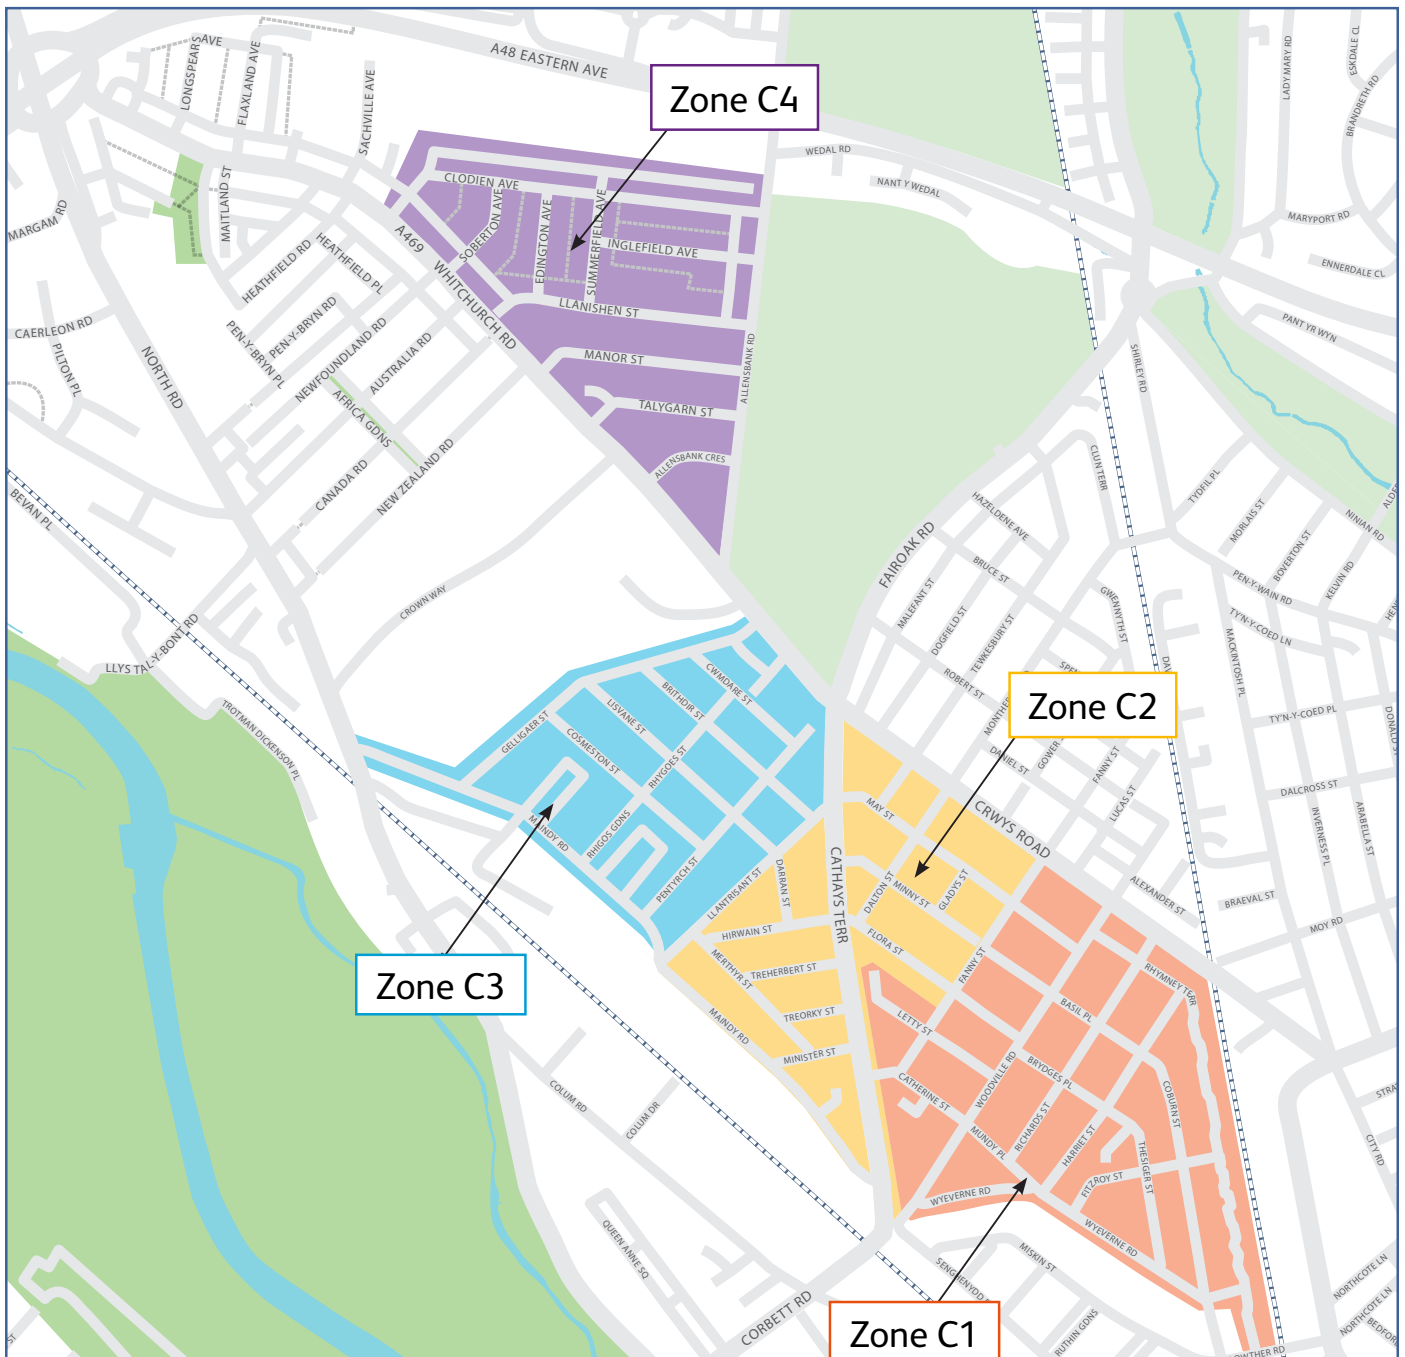 A48 EASTERN AVE
LONGSPEARS AVE
FLAXLAND AVE
SACHVILLE AVE
LADY MARY RD
ESKDALE CL
BRANDRETH RD
Zone C4
WEDAL RD
NANT Y WEDAL
MARYPORT RD
ENNERDALE CL
PANT YR WYN
MARGAM RD
MAITLAND ST
CLODIEN AVE
SOBERTON AVE
EDINGTON AVE
SUMMERFIELD AVE
INGLEFIELD AVE
A469
WHITCHURCH RD
HEATHFIELD RD
HEATHFIELD PL
LLANISHEN ST
MANOR ST
TALYGARN ST
ALLENSBANK CRES
ALLENSBANK RD
CAERLEON RD
PILTON PL
NORTH RD
PEN-Y-BRYN RD
PEN-Y-BRYN PL
NEWFOUNDLAND RD
AUSTRALIA RD
AFRICA GDNS
CANADA RD
NEW ZEALAND RD
SHIRLEY RD
CLUN TERR
TYDFIL PL
MORLAIS ST
BOVERTON ST
KELVIN RD
NINIAN RD
BEVAN PL
CROWN WAY
LLYS TAL-Y-BONT RD
TROTMAN DICKENSON PL
FAIROAK RD
HAZELDENE AVE
BRUCE ST
MALEFANT ST
DOGFIELD ST
TEWKESBURY ST
ROBERT ST
GWENNYTH ST
PEN-Y-WAIN RD
TY'N-Y-COED LN
MACKINTOSH PL
TY'N-Y-COED PL
DONALD ST
DALCROSS ST
INVERNESS PL
ARABELLA ST
Zone C2
DANIEL ST
FANNY ST
LUCAS ST
CRWYS ROAD
ALEXANDER ST
BRAEVAL ST
MOY RD
CWMDARE ST
BRITHDIR ST
LISVANE ST
GELLIGAER ST
COSMESTON ST
RHYGOES ST
RHIGOS GDNS
MAINDY RD
PENTYRCH ST
LLANTRISANT ST
Zone C3
CATHAYS TERR
MAY ST
DALTON ST
MINNY ST
GLADYS ST
FLORA ST
FANNY ST
DARRAN ST
HIRWAIN ST
MERTHYR ST
TREHERBERT ST
TREORKY ST
MINISTER ST
MAINDY RD
LETTY ST
CATHERINE ST
WOODVILLE RD
BASIL PL
BRYDGES PL
RHYMNEY TERR
COBURN ST
MUNDY PL
RICHARDS ST
HARRIET ST
THESIGER ST
FITZROY ST
WYEVERNE RD
WYEVERNE RD
COLUM RD
COLUM DR
QUEEN ANNE SQ
CORBETT RD
SENGHENYDD
MISKIN ST
RUTHIN GDNS
CITY RD
NORTHCOTE LN
NORTHCOTE LN
Zone C1